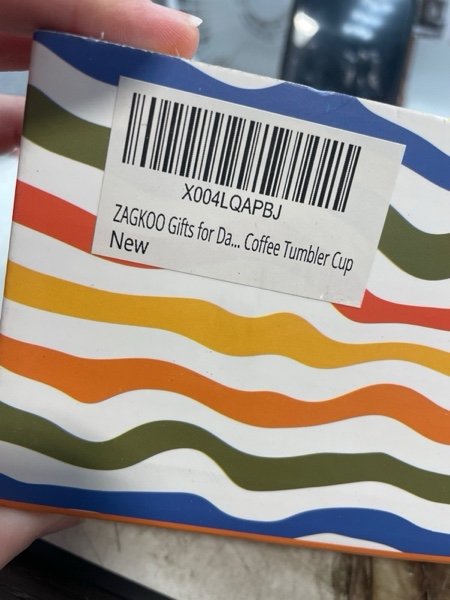 X004LQAPBJ
ZAGKOO Gifts for Da... Coffee Tumbler Cup
New